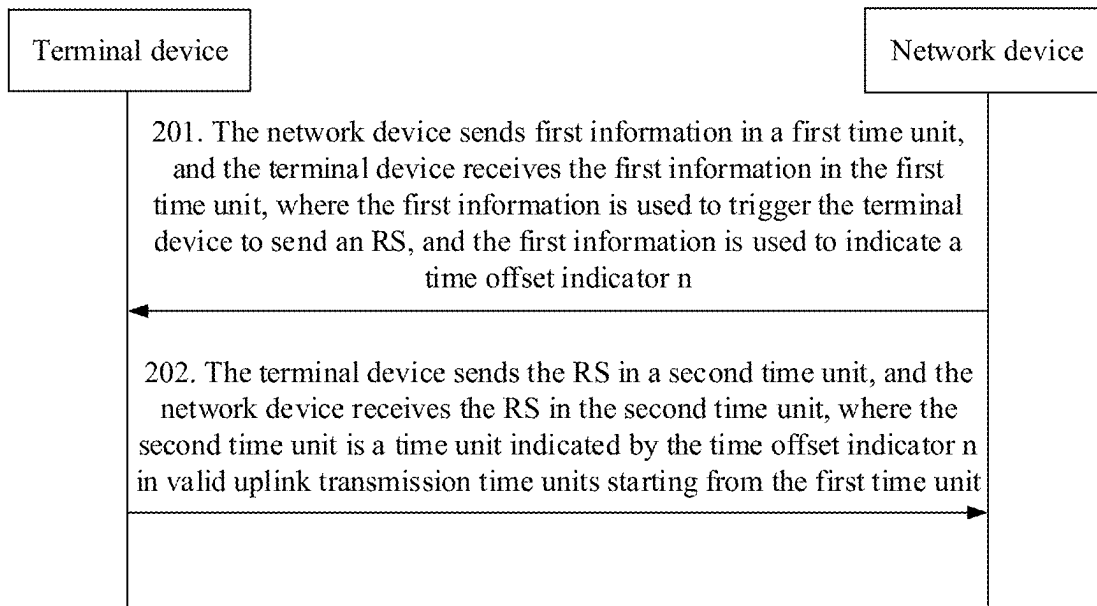 Terminal device
Network device
201. The network device sends first information in a first time unit,
and the terminal device receives the first information in the first
time unit, where the first information is used to trigger the terminal
device to send an RS, and the first information is used to indicate a
time offset indicator n
202. The terminal device sends the RS in a second time unit, and the
network device receives the RS in the second time unit, where the
second time unit is a time unit indicated by the time offset indicator n
in valid uplink transmission time units starting from the first time unit